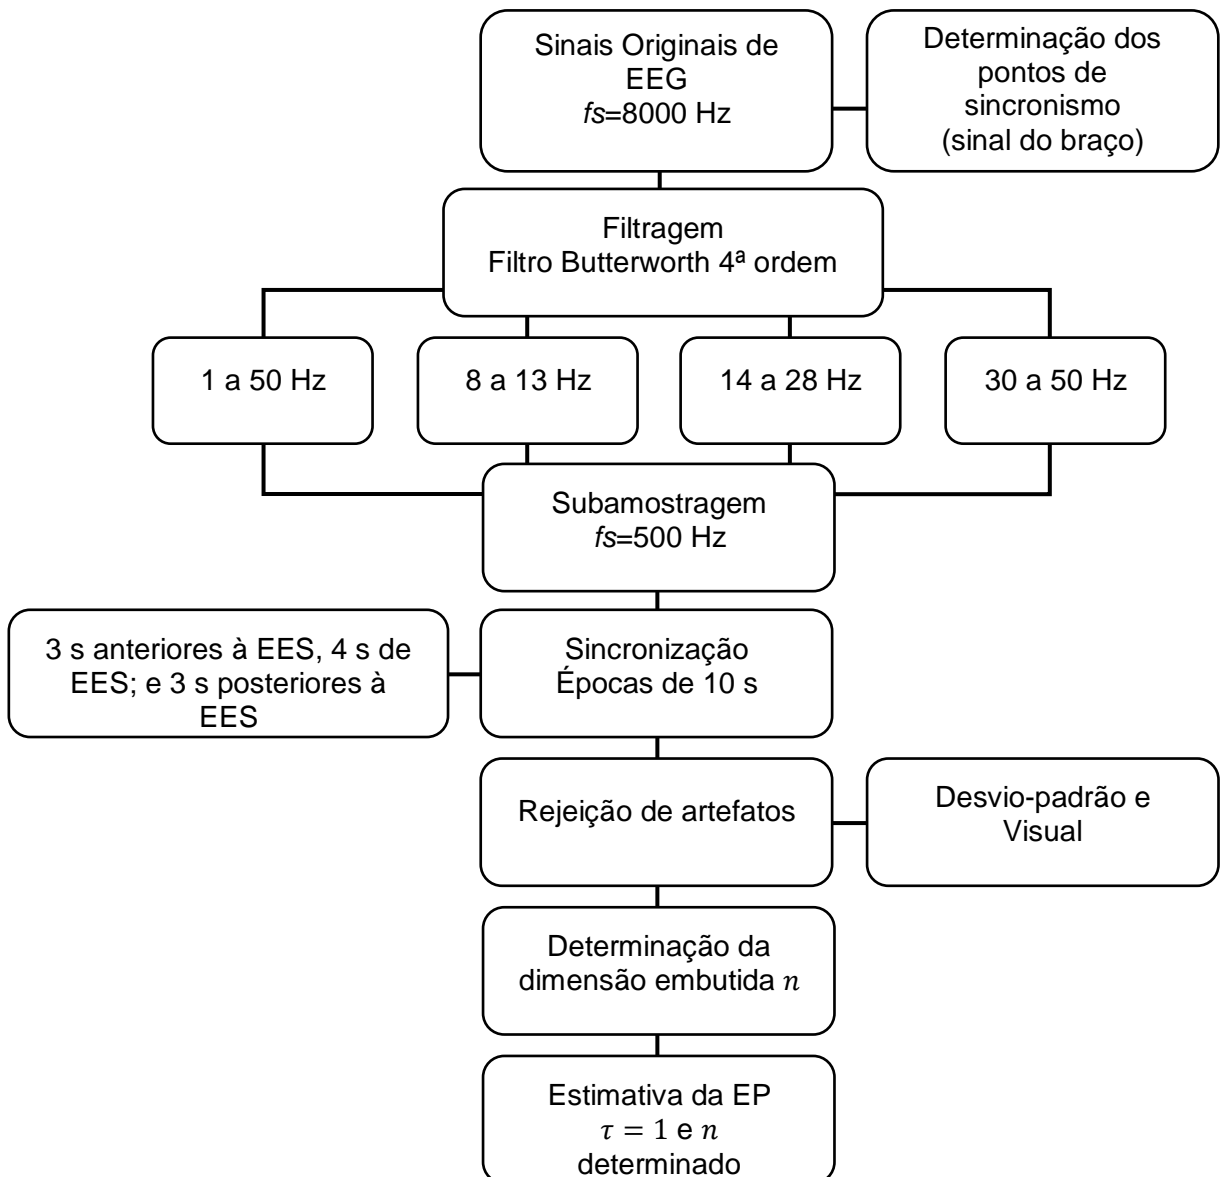 Sinais Originais de
EEG
fs=8000 Hz
Determinação dos
pontos de
sincronismo
(sinal do braço)
Filtragem
Filtro Butterworth 4ª ordem
1 a 50 Hz
8 a 13 Hz
14 a 28 Hz
30 a 50 Hz
Subamostragem
fs=500 Hz
3 s anteriores à EES, 4 s de
EES; e 3 s posteriores à
EES
Sincronização
Épocas de 10 s
Rejeição de artefatos
Desvio-padrão e
Visual
Determinação da
dimensão embutida n
Estimativa da EP
τ = 1 e n
determinado